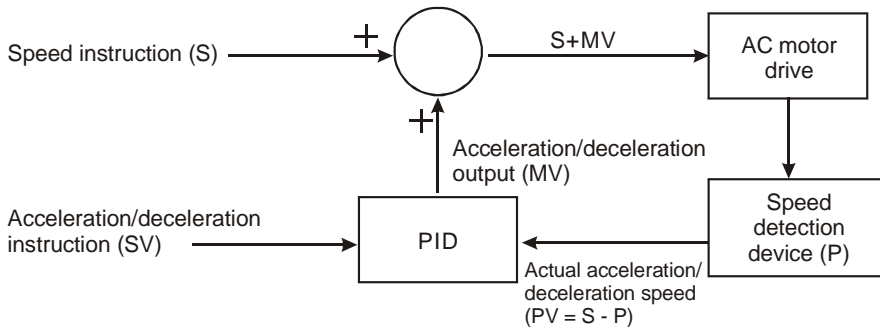 +
S+MV
AC motor
drive
Speed instruction (S)
+
Acceleration/deceleration
output (MV)
Acceleration/deceleration
instruction (SV)
PID
Speed
detection
device (P)
Actual acceleration/
deceleration speed
(PV = S - P)